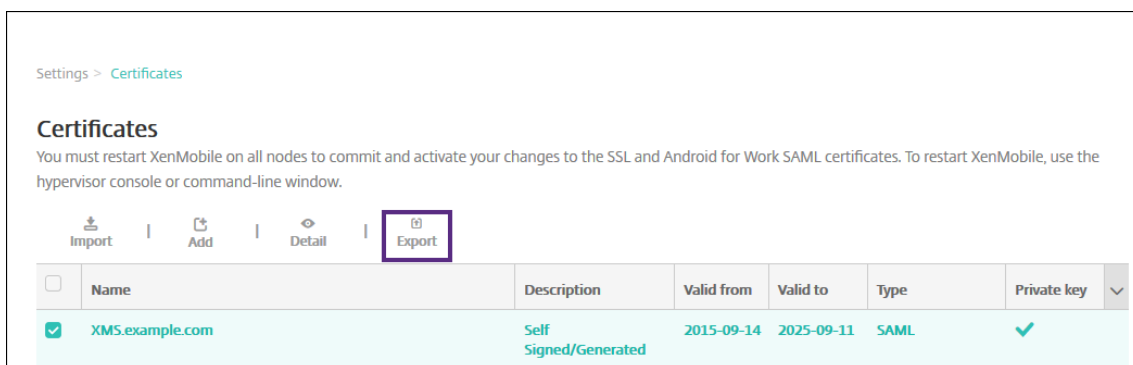 Settings > Certificates
Certificates
You must restart XenMobile on all nodes to commit and activate your changes to the SSL and Android for Work SAML certificates. To restart XenMobile, use the
hypervisor console or command-line window.
Import | Add | Detail | Export
Name Description Valid from Valid to Type Private key
XMS.example.com Self 2015-09-14 2025-09-11 SAML
Signed/Generated